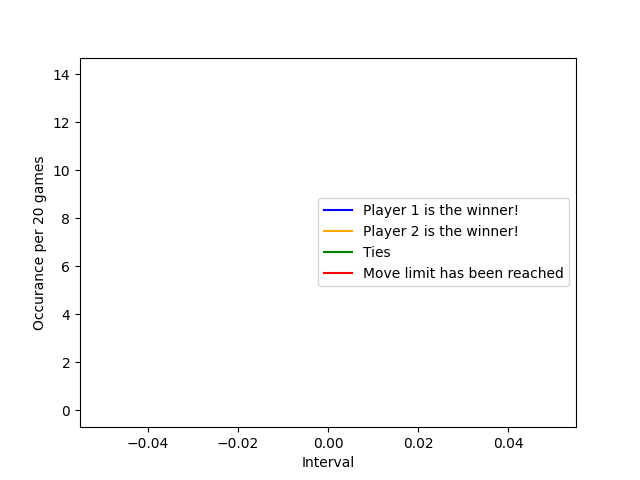 14
12
10
8
6
4
2
0
Occurance per 20 games
Player 1 is the winner!
Player 2 is the winner!
Ties
Move limit has been reached
−0.04
−0.02
0.00
0.02
0.04
Interval